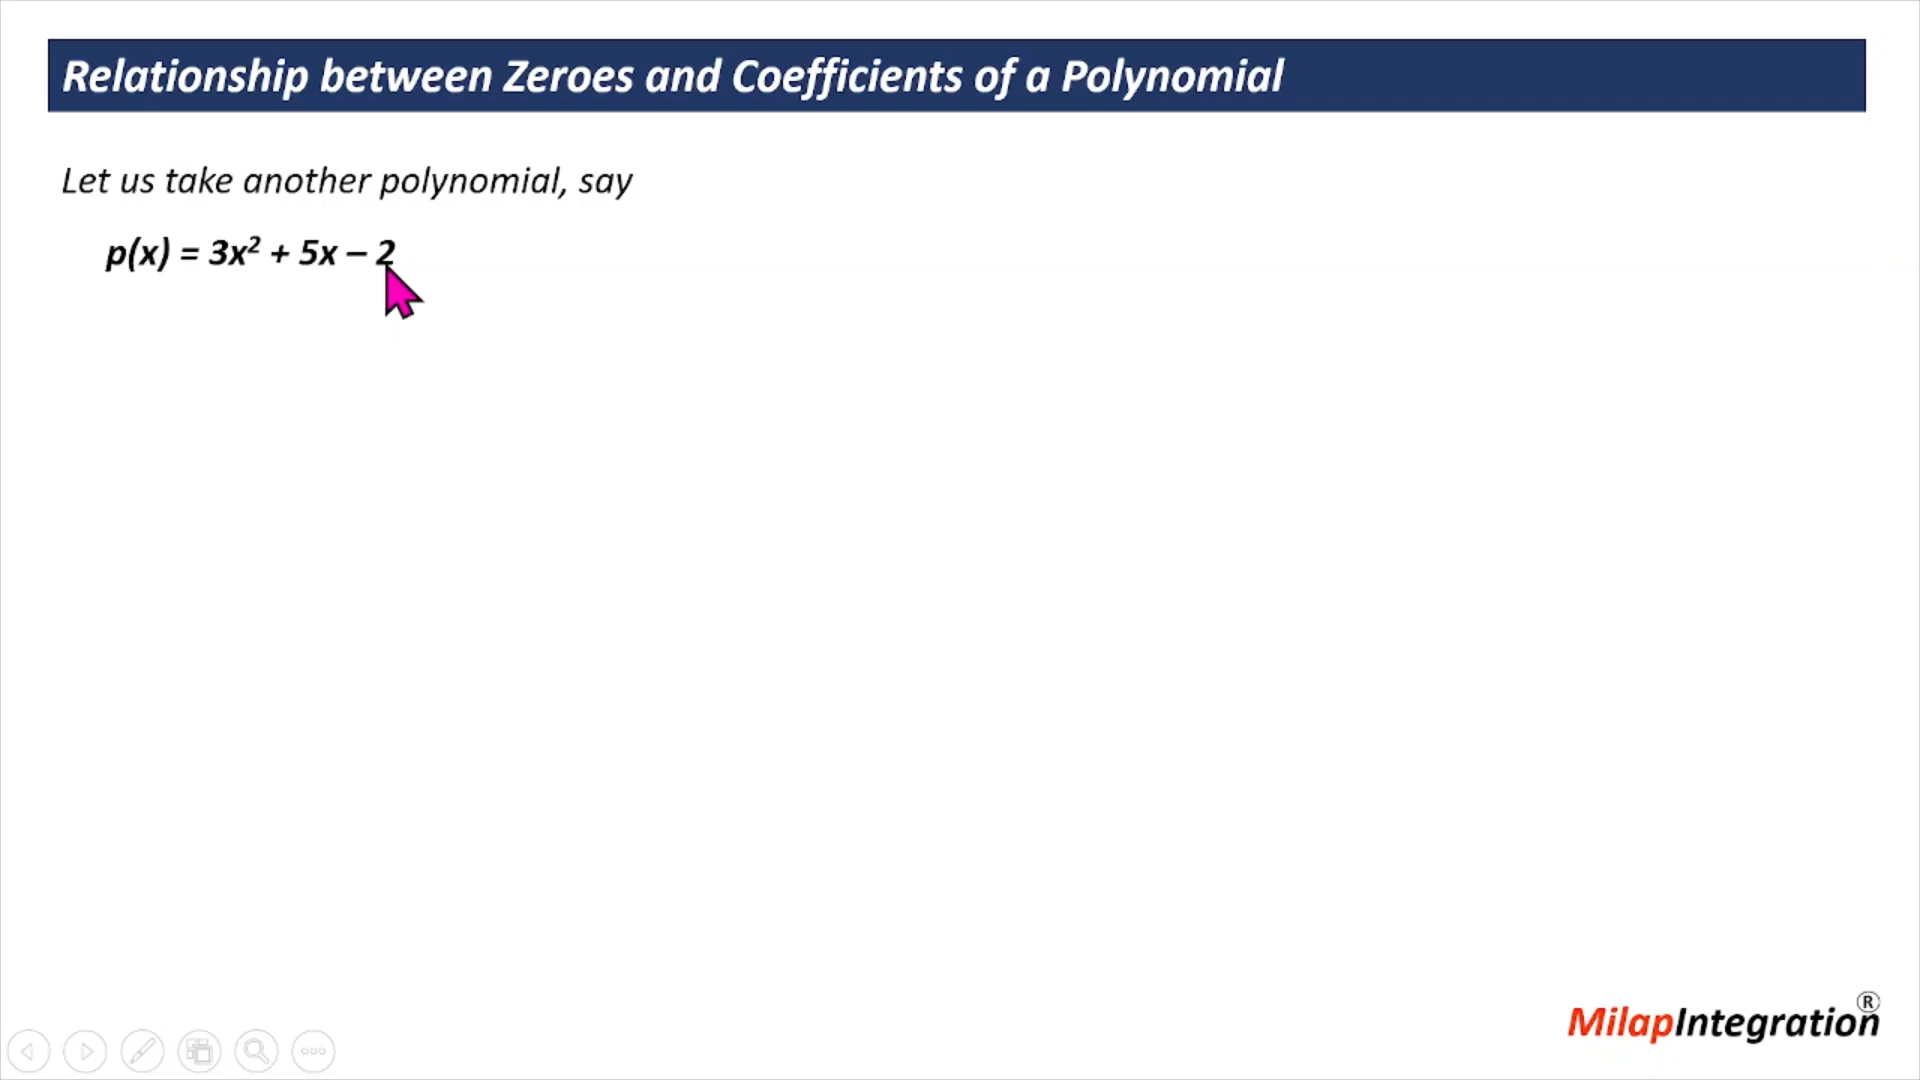 Relationship between Zeroes and Coefficients of a Polynomial
Let us take another polynomial, say
p(x) = 3x² + 5x – 2
MilapIntegration®